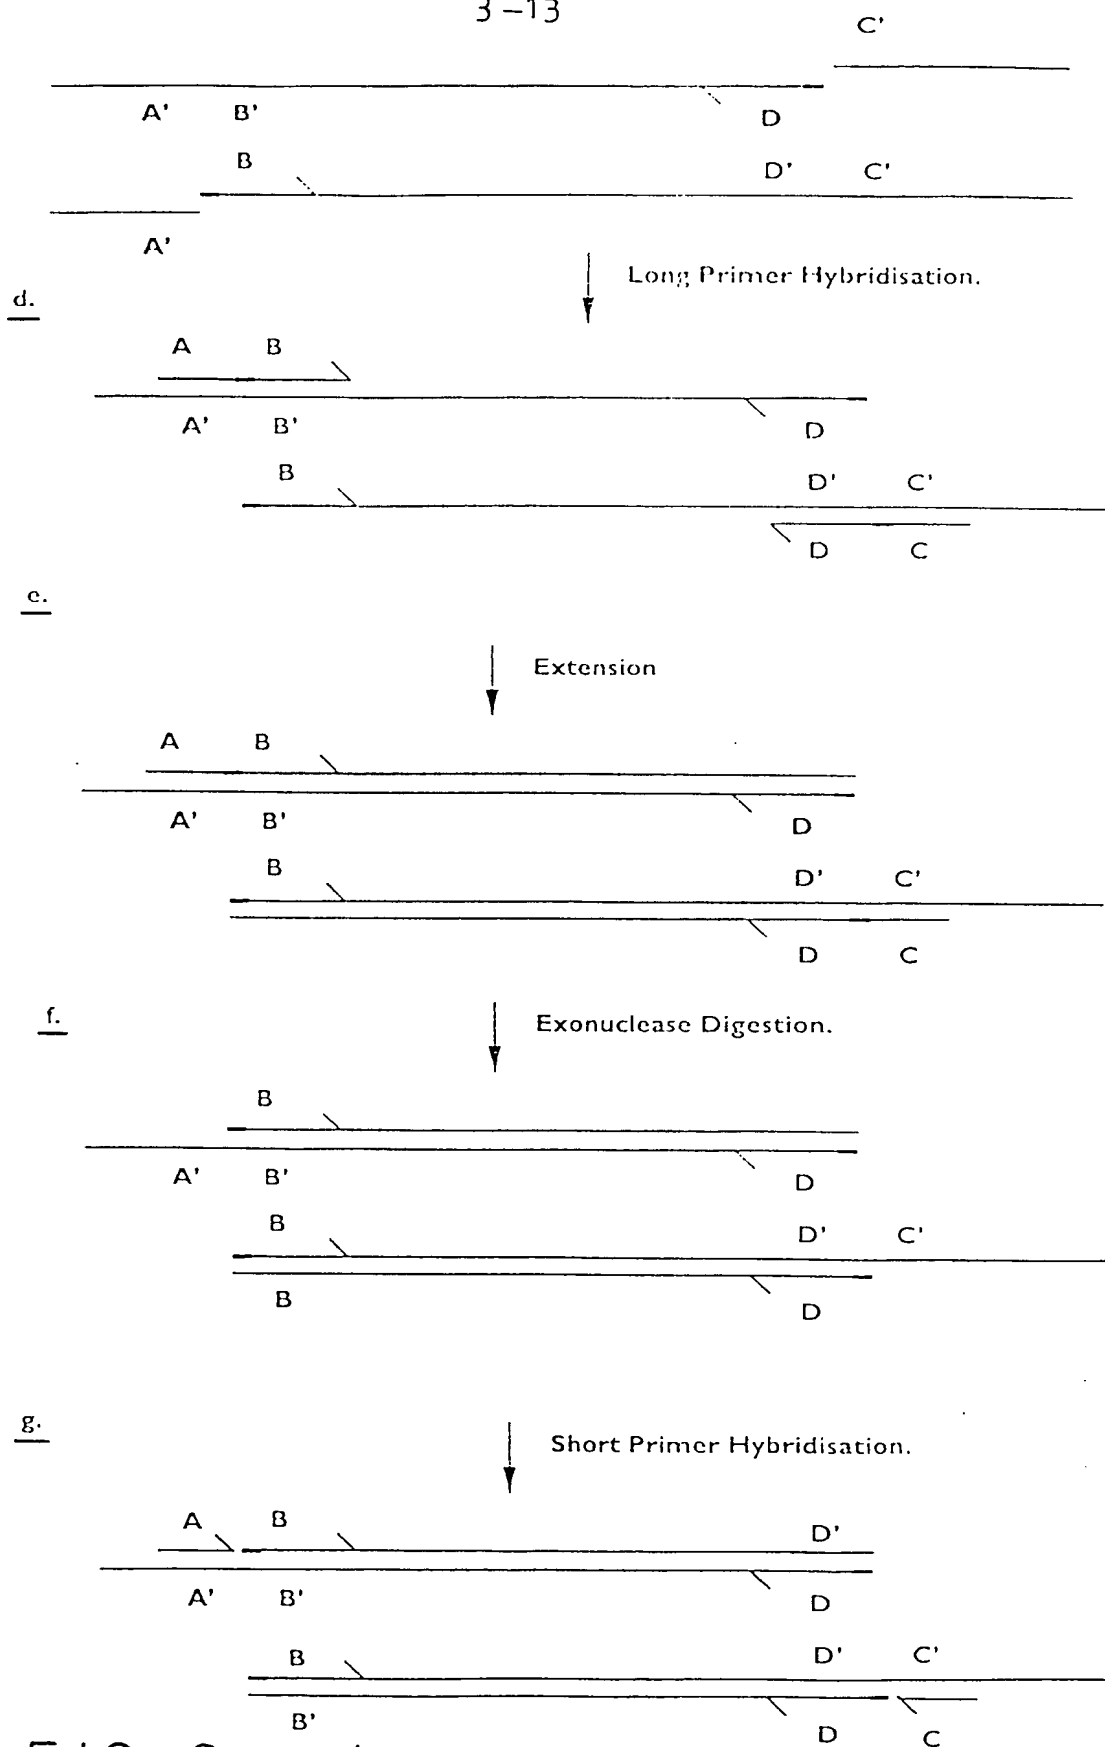 3-13
C'
A' B' D
B D' C'
A'
Long Primer Hybridisation.
d.
A B
A' B' D
B D' C'
D C
e.
Extension
A B
A' B' D
B D' C'
D C
f.
Exonuclease Digestion.
B
A' B' D
B D' C'
B D
g.
Short Primer Hybridisation.
A B D'
A' B' D
B D' C'
B' D C